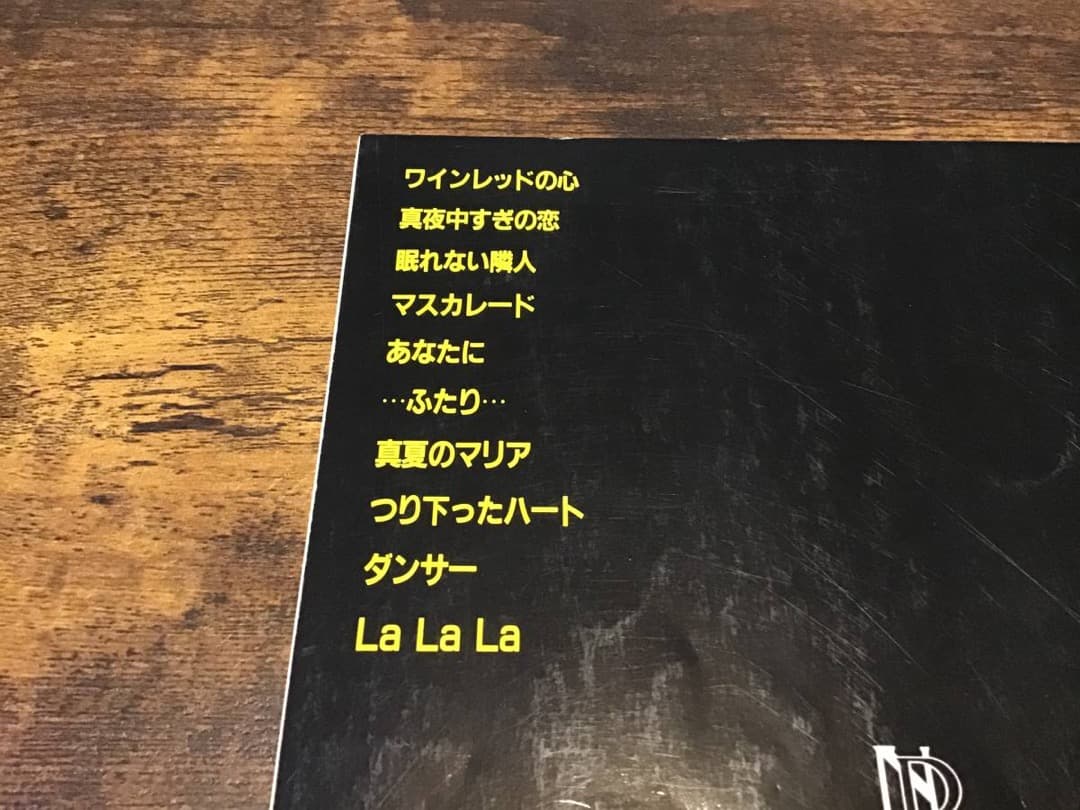 ワインレッドの心
真夜中すぎの恋
眠れない隣人
マスカレード
あなたに
…ふたり…
真夏のマリア
つり下ったハート
ダンサー
La La La